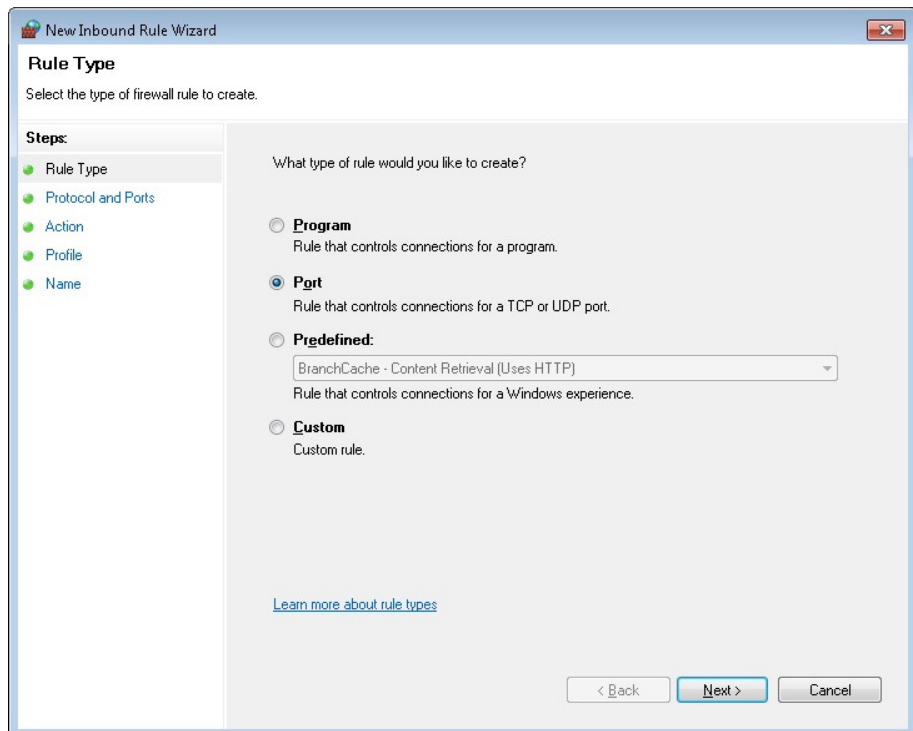 New Inbound Rule Wizard
Rule Type
Select the type of firewall rule to create.
Steps:
Rule Type
Protocol and Ports
Action
Profile
Name
What type of rule would you like to create?
Program
Rule that controls connections for a program.
Port
Rule that controls connections for a TCP or UDP port.
Predefined:
BranchCache - Content Retrieval (Uses HTTP)
Rule that controls connections for a Windows experience.
Custom
Custom rule.
Learn more about rule types
< Back Next > Cancel